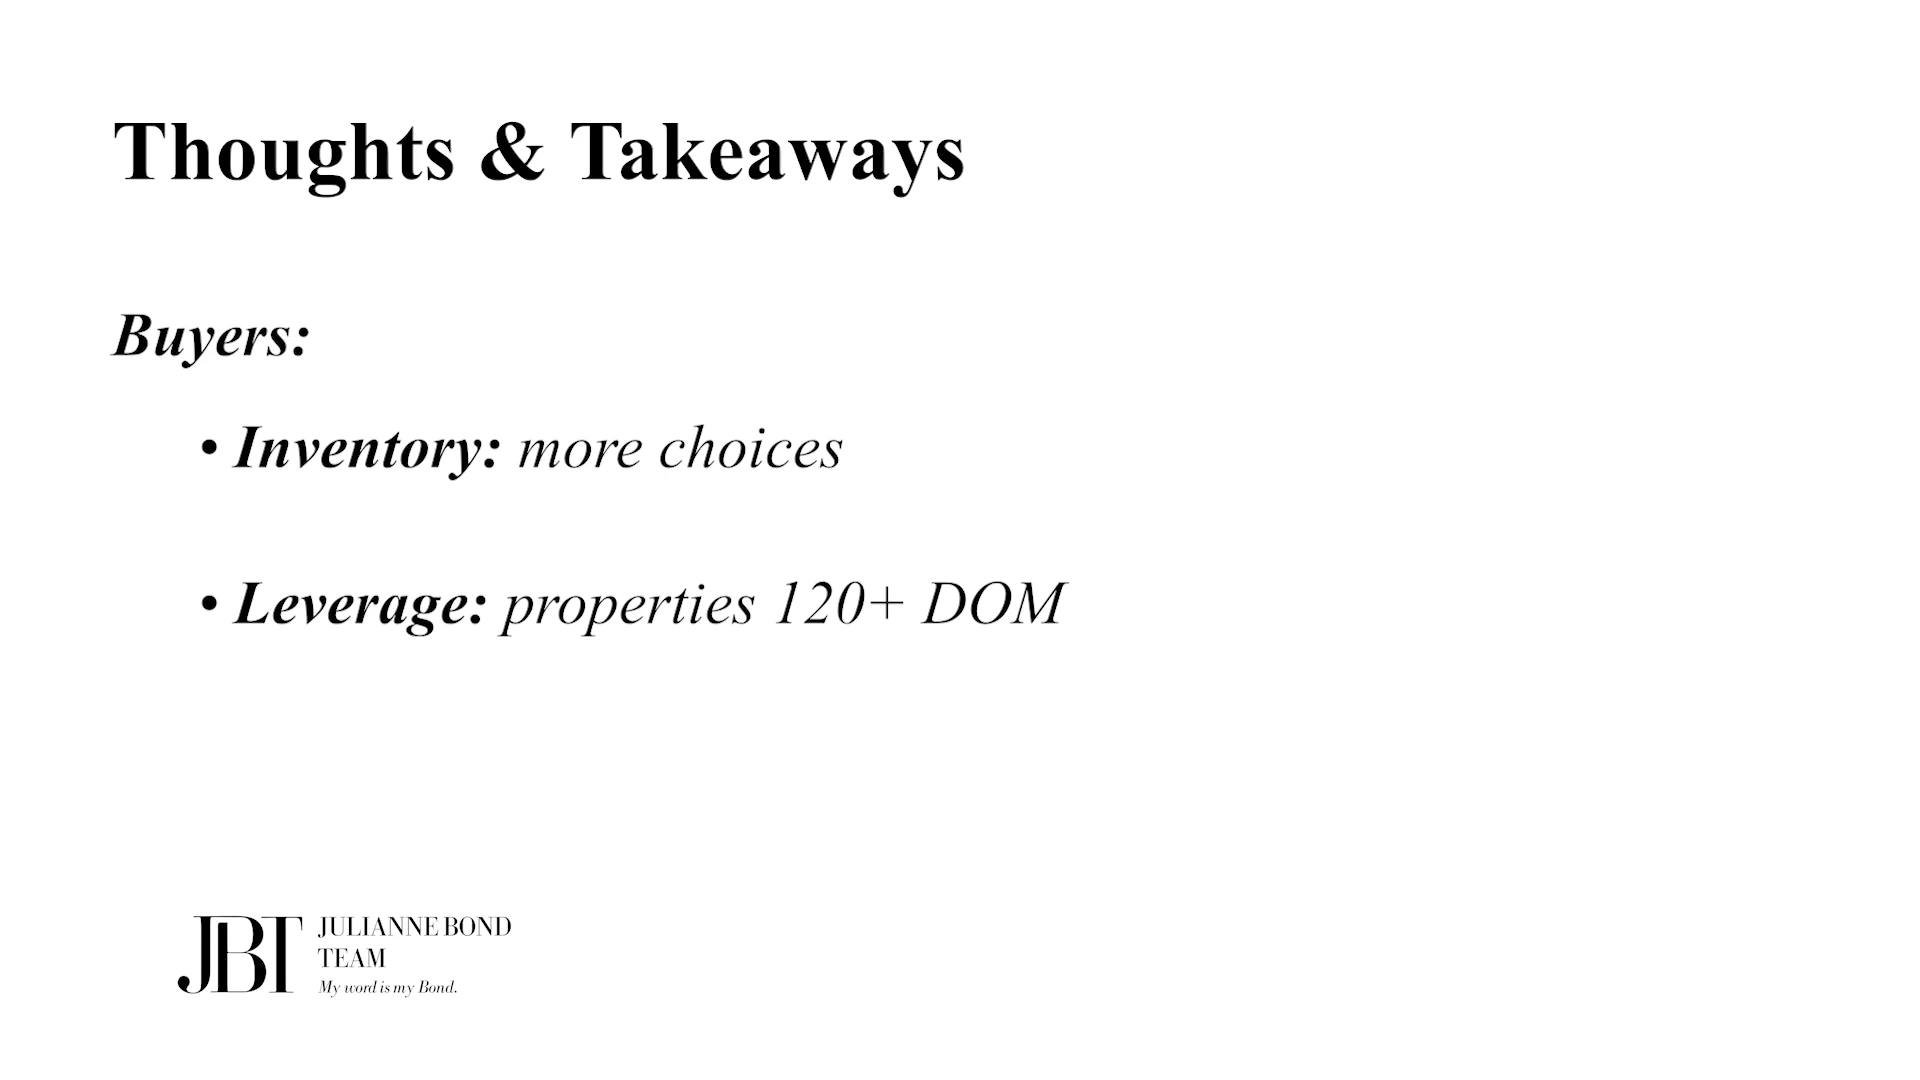 Thoughts & Takeaways
Buyers:
• Inventory: more choices
• Leverage: properties 120+ DOM
JBT
JULIANNE BOND
TEAM
My word is my Bond.